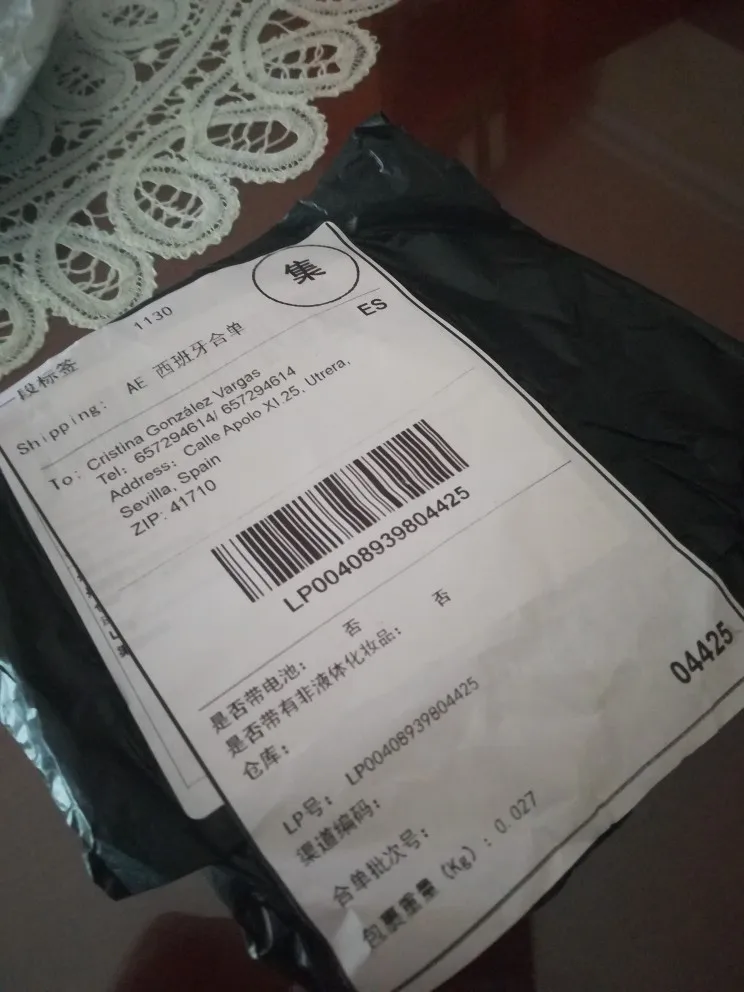 集
1130
一段标签
ES
Shipping: AE 西班牙合单
To: Cristina González Vargas
Tel: 657294614/ 657294614
Address: Calle Apolo XI.25, Utrera,
Sevilla, Spain
ZIP: 41710
LP00408939804425
是否带电池: 否
是否带有非液体化妆品: 否
仓库:
04425
LP号: LP00408939804425
渠道编码:
合单批次号:
包裹重量 (Kg): 0.027